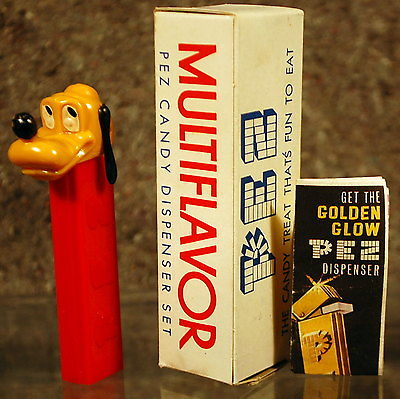 MULTIFLAVOR
PEZ CANDY DISPENSER SET
PEZ
THE CANDY TREAT THAT'S FUN TO EAT
GET THE
GOLDEN
GLOW
PEZ
DISPENSER